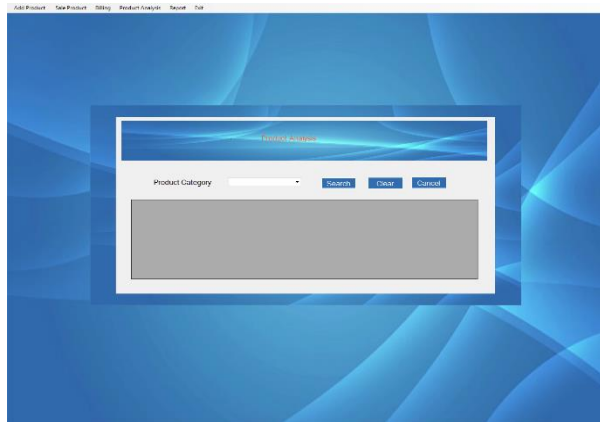 Add Product Sale Product Billing Product Analysis Report Exit
Product Analysis
Product Category Search Clear Cancel